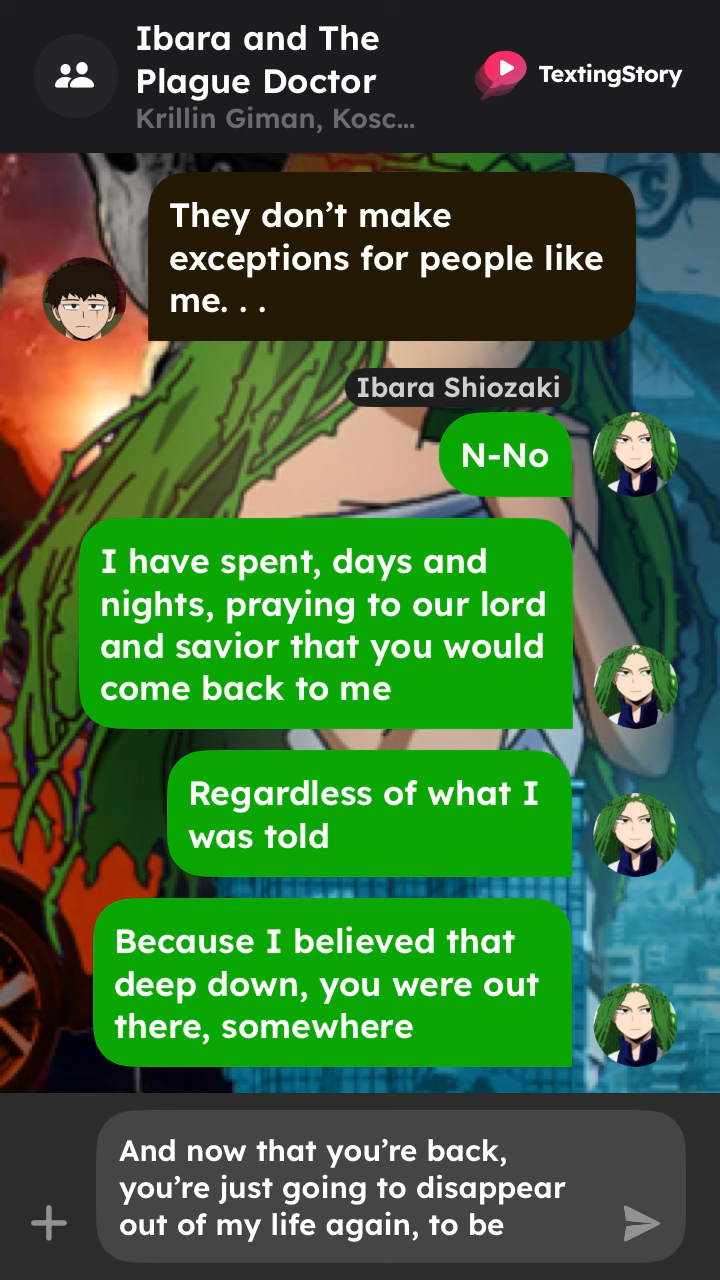 Ibara and The
Plague Doctor
Krillin Giman, Kosc...
TextingStory
They don’t make
exceptions for people like
me. . .
Ibara Shiozaki
N-No
I have spent, days and
nights, praying to our lord
and savior that you would
come back to me
Regardless of what I
was told
Because I believed that
deep down, you were out
there, somewhere
And now that you’re back,
you’re just going to disappear
out of my life again, to be